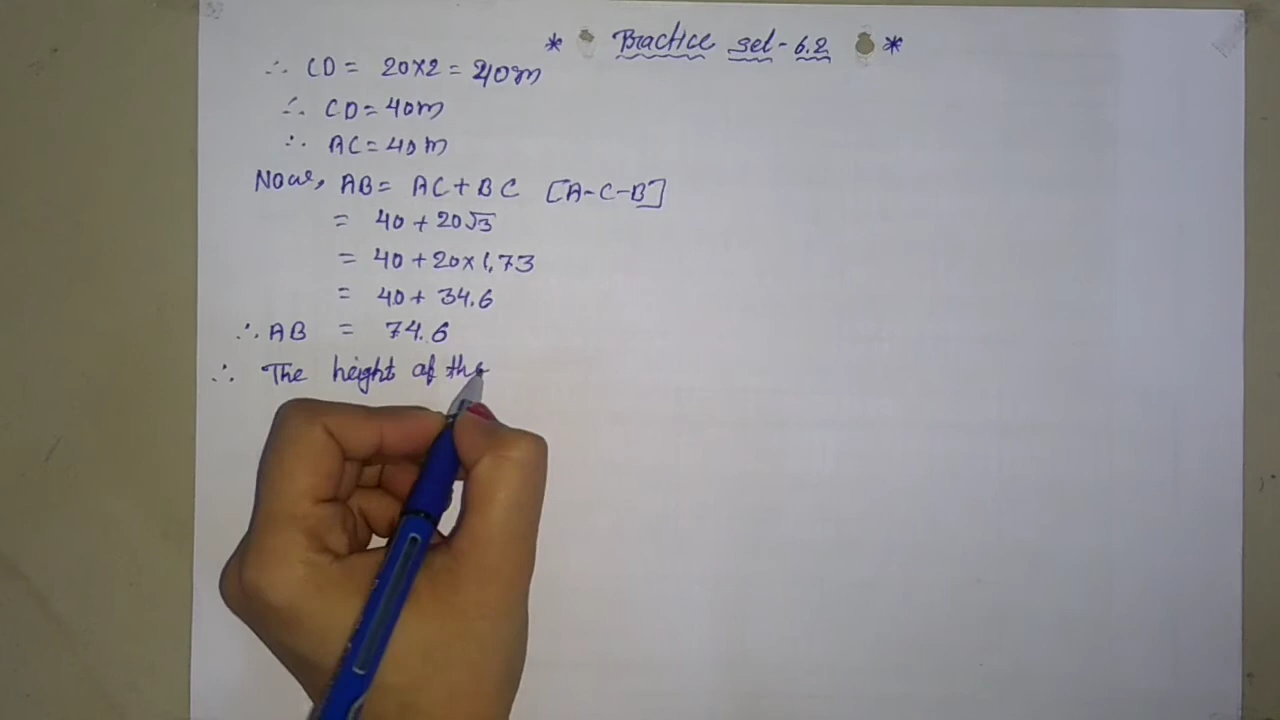 * Practice set-6.2 *
∴ CD = 20×2 = 40m
∴ CD = 40m
∴ AC = 40m
Now, AB = AC + BC [A-C-B]
= 40 + 20√3
= 40 + 20×1.73
= 40 + 34.6
∴ AB = 74.6
∴ The height of the